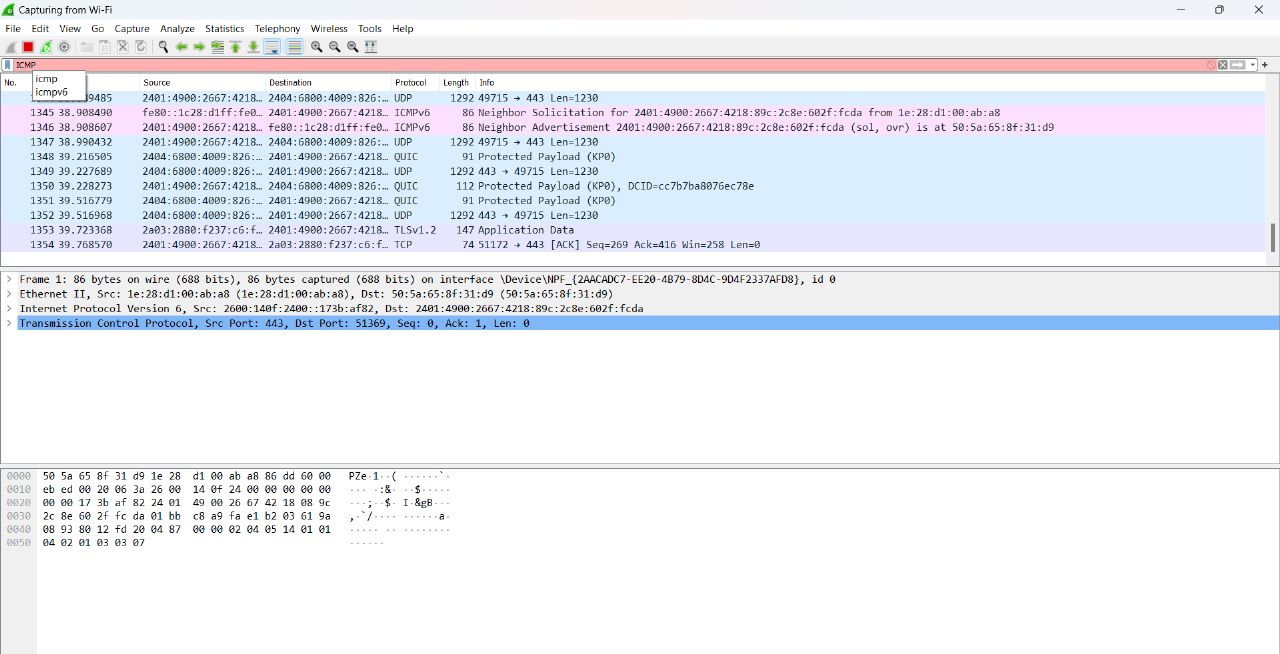 Capturing from Wi-Fi
File Edit View Go Capture Analyze Statistics Telephony Wireless Tools Help
ICMP
icmp
icmpv6
No. Source Destination Protocol Length Info
9485 2401:4900:2667:4218… 2404:6800:4009:826:… UDP 1292 49715 → 443 Len=1230
1345 38.908490 fe80::1c28:d1ff:fe0… 2401:4900:2667:4218… ICMPv6 86 Neighbor Solicitation for 2401:4900:2667:4218:89c:2c8e:602f:fcda from 1e:28:d1:00:ab:a8
1346 38.908607 2401:4900:2667:4218… fe80::1c28:d1ff:fe0… ICMPv6 86 Neighbor Advertisement 2401:4900:2667:4218:89c:2c8e:602f:fcda (sol, ovr) is at 50:5a:65:8f:31:d9
1347 38.990432 2401:4900:2667:4218… 2404:6800:4009:826:… UDP 1292 49715 → 443 Len=1230
1348 39.216505 2404:6800:4009:826:… 2401:4900:2667:4218… QUIC 91 Protected Payload (KP0)
1349 39.227689 2404:6800:4009:826:… 2401:4900:2667:4218… UDP 1292 443 → 49715 Len=1230
1350 39.228273 2401:4900:2667:4218… 2404:6800:4009:826:… QUIC 112 Protected Payload (KP0), DCID=cc7b7ba8076ec78e
1351 39.516779 2404:6800:4009:826:… 2401:4900:2667:4218… QUIC 91 Protected Payload (KP0)
1352 39.516968 2404:6800:4009:826:… 2401:4900:2667:4218… UDP 1292 443 → 49715 Len=1230
1353 39.723368 2a03:2880:f237:c6:f… 2401:4900:2667:4218… TLSv1.2 147 Application Data
1354 39.768570 2401:4900:2667:4218… 2a03:2880:f237:c6:f… TCP 74 51172 → 443 [ACK] Seq=269 Ack=416 Win=258 Len=0
Frame 1: 86 bytes on wire (688 bits), 86 bytes captured (688 bits) on interface \Device\NPF_{2AACADC7-EE20-4B79-8D4C-9D4F2337AFD8}, id 0
Ethernet II, Src: 1e:28:d1:00:ab:a8 (1e:28:d1:00:ab:a8), Dst: 50:5a:65:8f:31:d9 (50:5a:65:8f:31:d9)
Internet Protocol Version 6, Src: 2600:140f:2400::173b:af82, Dst: 2401:4900:2667:4218:89c:2c8e:602f:fcda
Transmission Control Protocol, Src Port: 443, Dst Port: 51369, Seq: 0, Ack: 1, Len: 0
0000 50 5a 65 8f 31 d9 1e 28 d1 00 ab a8 86 dd 60 00 PZe·1··( ······`·
0010 eb ed 00 20 06 3a 26 00 14 0f 24 00 00 00 00 00 ··· ·:&· ··$·····
0020 00 00 17 3b af 82 24 01 49 00 26 67 42 18 08 9c ···;··$· I·&gB···
0030 2c 8e 60 2f fc da 01 bb c8 a9 fa e1 b2 03 61 9a ,·`/···· ······a·
0040 08 93 80 12 fd 20 04 87 00 00 02 04 05 14 01 01 ····· ·· ········
0050 04 02 01 03 03 07 ······